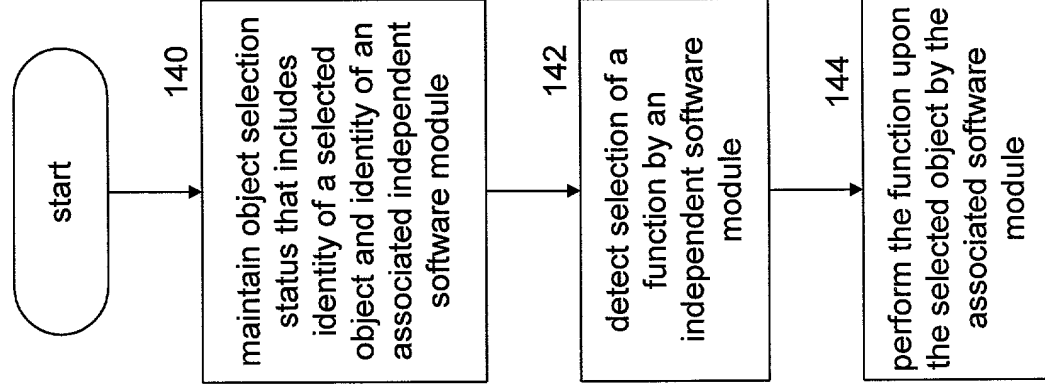 start
140
maintain object selection
status that includes
identity of a selected
object and identity of an
associated independent
software module
142
detect selection of a
function by an
independent software
module
144
perform the function upon
the selected object by the
associated software
module